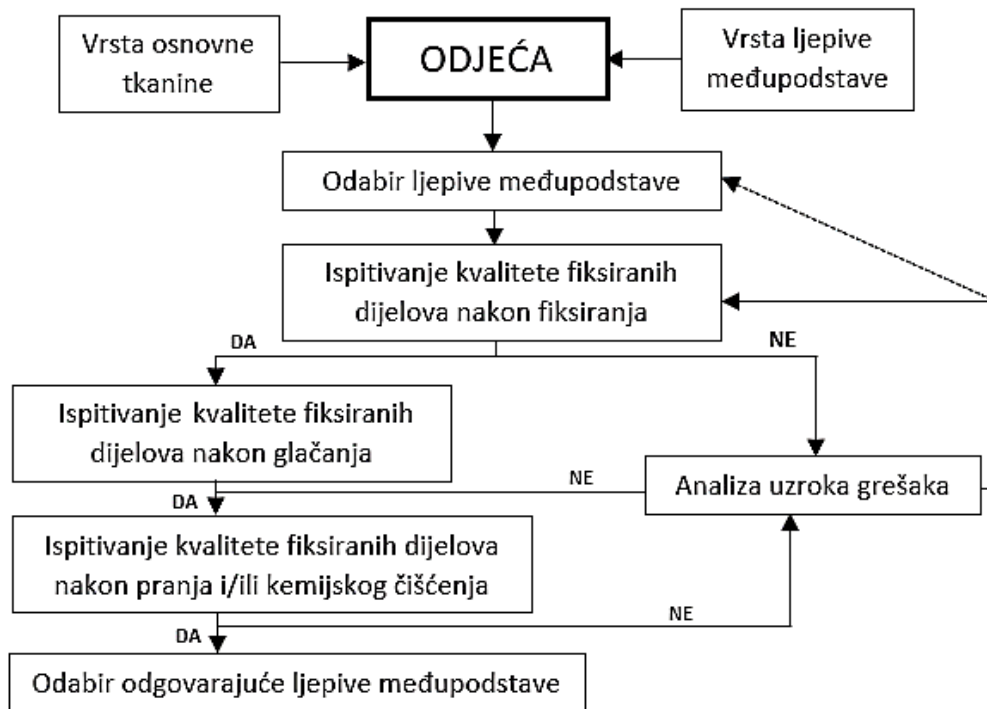 Vrsta osnovne
tkanine
ODJEĆA
Vrsta ljepive
međupodstave
Odabir ljepive međupodstave
Ispitivanje kvalitete fiksiranih
dijelova nakon fiksiranja
DA
NE
Ispitivanje kvalitete fiksiranih
dijelova nakon glačanja
NE
Analiza uzroka grešaka
DA
Ispitivanje kvalitete fiksiranih dijelova
nakon pranja i/ili kemijskog čišćenja
NE
DA
Odabir odgovarajuće ljepive međupodstave